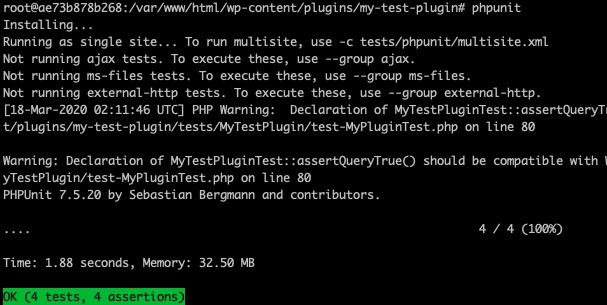 root@ae73b878b268:/var/www/html/wp-content/plugins/my-test-plugin# phpunit
Installing...
Running as single site... To run multisite, use -c tests/phpunit/multisite.xml
Not running ajax tests. To execute these, use --group ajax.
Not running ms-files tests. To execute these, use --group ms-files.
Not running external-http tests. To execute these, use --group external-http.
[18-Mar-2020 02:11:46 UTC] PHP Warning:  Declaration of MyTestPluginTest::assertQueryT
t/plugins/my-test-plugin/tests/MyTestPlugin/test-MyPluginTest.php on line 80
Warning: Declaration of MyTestPluginTest::assertQueryTrue() should be compatible with W
yTestPlugin/test-MyPluginTest.php on line 80
PHPUnit 7.5.20 by Sebastian Bergmann and contributors.
.... 4 / 4 (100%)
Time: 1.88 seconds, Memory: 32.50 MB
OK (4 tests, 4 assertions)